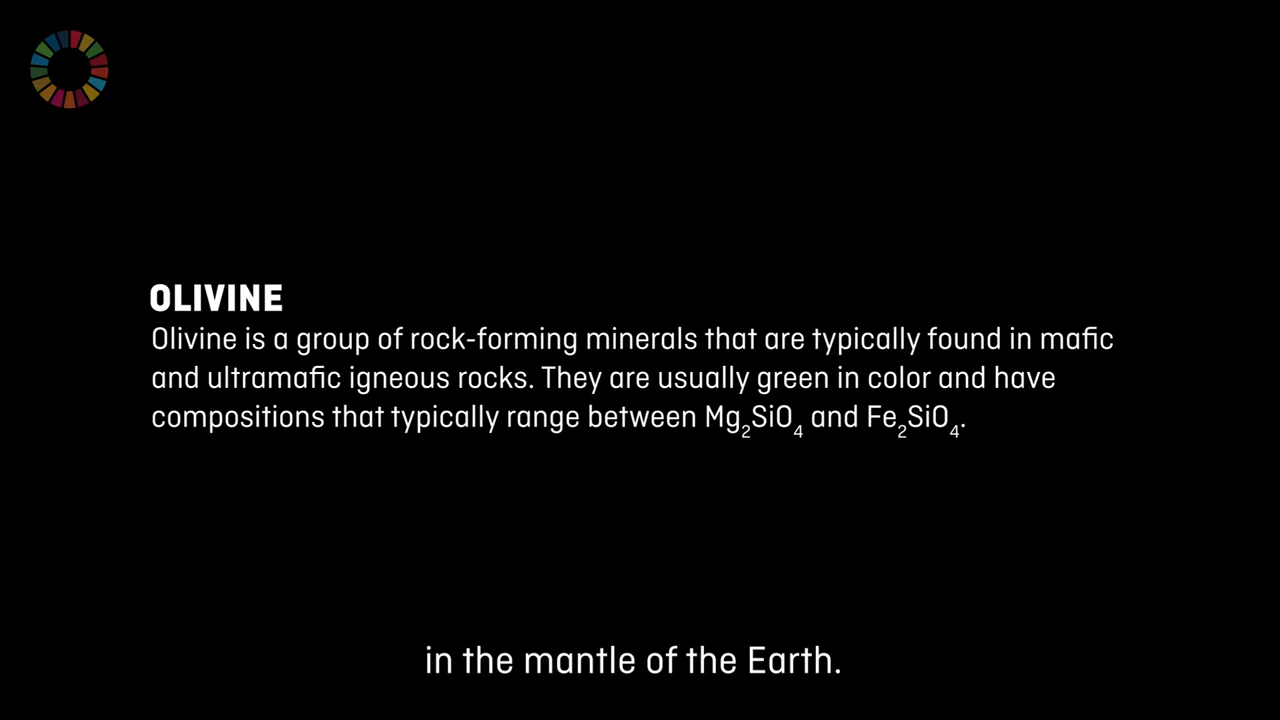 OLIVINE
Olivine is a group of rock-forming minerals that are typically found in mafic
and ultramafic igneous rocks. They are usually green in color and have
compositions that typically range between Mg₂SiO₄ and Fe₂SiO₄.
in the mantle of the Earth.